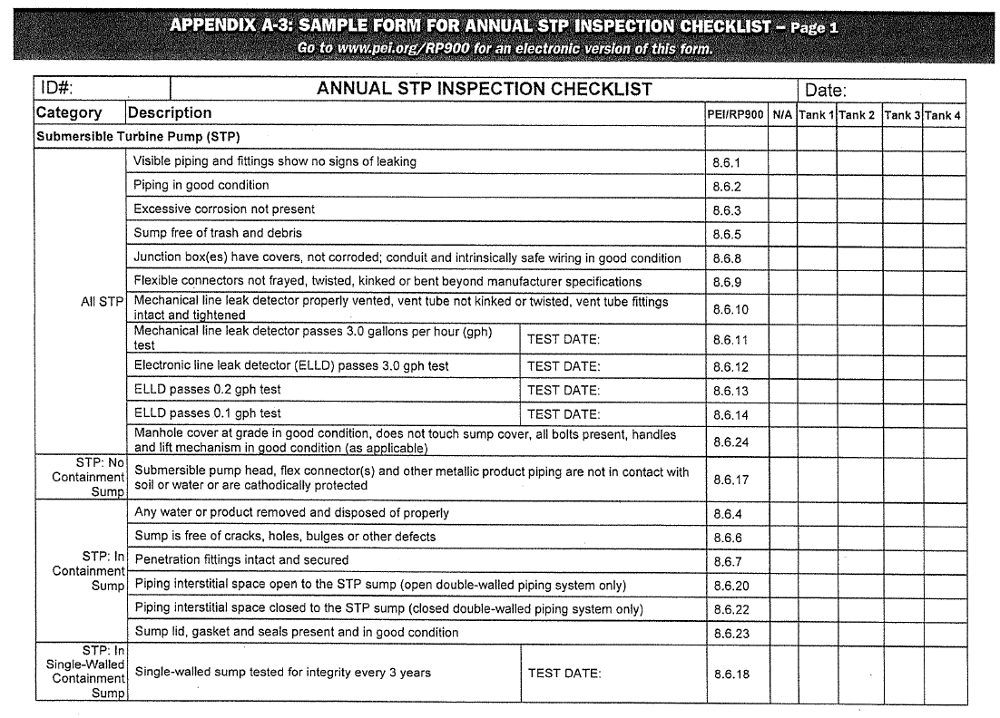 APPENDIX A-3: SAMPLE FORM FOR ANNUAL STP INSPECTION CHECKLIST – Page 1
Go to www.pei.org/RP900 for an electronic version of this form.
ID#: ANNUAL STP INSPECTION CHECKLIST Date:
Category Description PEI/RP900 N/A Tank 1 Tank 2 Tank 3 Tank 4
Submersible Turbine Pump (STP)
All STP
Visible piping and fittings show no signs of leaking 8.6.1
Piping in good condition 8.6.2
Excessive corrosion not present 8.6.3
Sump free of trash and debris 8.6.5
Junction box(es) have covers, not corroded; conduit and intrinsically safe wiring in good condition 8.6.8
Flexible connectors not frayed, twisted, kinked or bent beyond manufacturer specifications 8.6.9
Mechanical line leak detector properly vented, vent tube not kinked or twisted, vent tube fittings
intact and tightened 8.6.10
Mechanical line leak detector passes 3.0 gallons per hour (gph)
test TEST DATE: 8.6.11
Electronic line leak detector (ELLD) passes 3.0 gph test TEST DATE: 8.6.12
ELLD passes 0.2 gph test TEST DATE: 8.6.13
ELLD passes 0.1 gph test TEST DATE: 8.6.14
Manhole cover at grade in good condition, does not touch sump cover, all bolts present, handles
and lift mechanism in good condition (as applicable) 8.6.24
STP: No
Containment
Sump
Submersible pump head, flex connector(s) and other metallic product piping are not in contact with
soil or water or are cathodically protected 8.6.17
STP: In
Containment
Sump
Any water or product removed and disposed of properly 8.6.4
Sump is free of cracks, holes, bulges or other defects 8.6.6
Penetration fittings intact and secured 8.6.7
Piping interstitial space open to the STP sump (open double-walled piping system only) 8.6.20
Piping interstitial space closed to the STP sump (closed double-walled piping system only) 8.6.22
Sump lid, gasket and seals present and in good condition 8.6.23
STP: In
Single-Walled
Containment
Sump
Single-walled sump tested for integrity every 3 years TEST DATE: 8.6.18